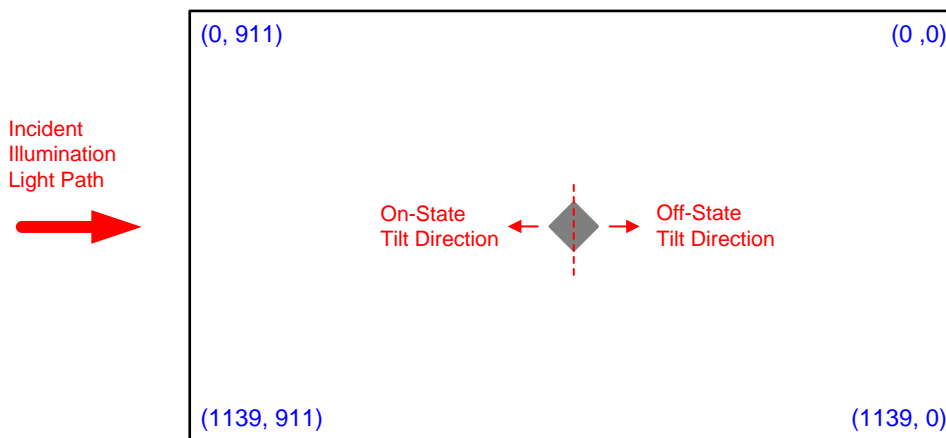 (0, 911)
(0 ,0)
Incident
Illumination
Light Path
On-State
Tilt Direction
Off-State
Tilt Direction
(1139, 911)
(1139, 0)